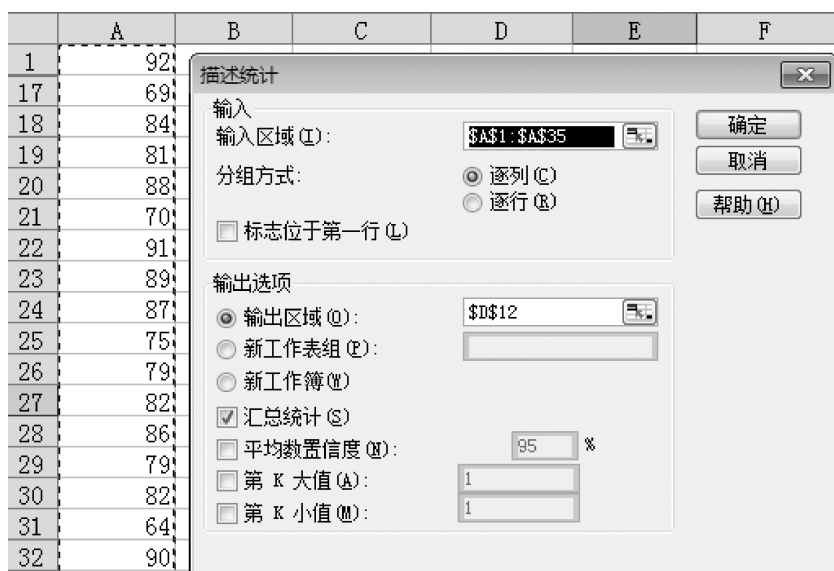 A B C D E F
1 92
17 69
18 84
19 81
20 88
21 70
22 91
23 89
24 87
25 75
26 79
27 82
28 86
29 79
30 82
31 64
32 90
描述统计
输入
输入区域(I): $A$1:$A$35
分组方式: 逐列(C)
逐行(R)
标志位于第一行(L)
输出选项
输出区域(O): $D$12
新工作表组(P):
新工作簿(W)
汇总统计(S)
平均数置信度(N): 95 %
第 K 大值(A): 1
第 K 小值(M): 1
确定
取消
帮助(H)